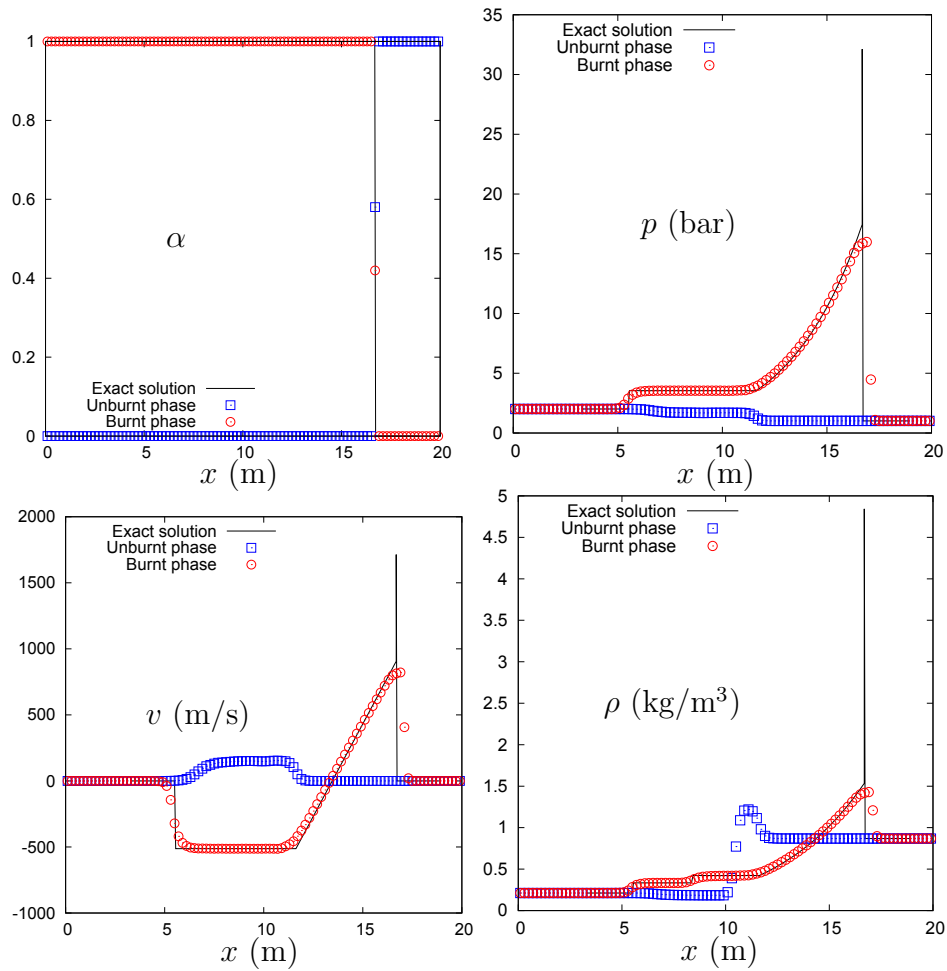 1
0.8
0.6
0.4
0.2
0
α
Exact solution
Unburnt phase
Burnt phase
0 5 10 15 20
x (m)
35
30
25
20
15
10
5
0
Exact solution
Unburnt phase
Burnt phase
p (bar)
0 5 10 15 20
x (m)
2000
1500
1000
500
0
-500
-1000
Exact solution
Unburnt phase
Burnt phase
v (m/s)
0 5 10 15 20
x (m)
5
4.5
4
3.5
3
2.5
2
1.5
1
0.5
0
Exact solution
Unburnt phase
Burnt phase
ρ (kg/m³)
0 5 10 15 20
x (m)